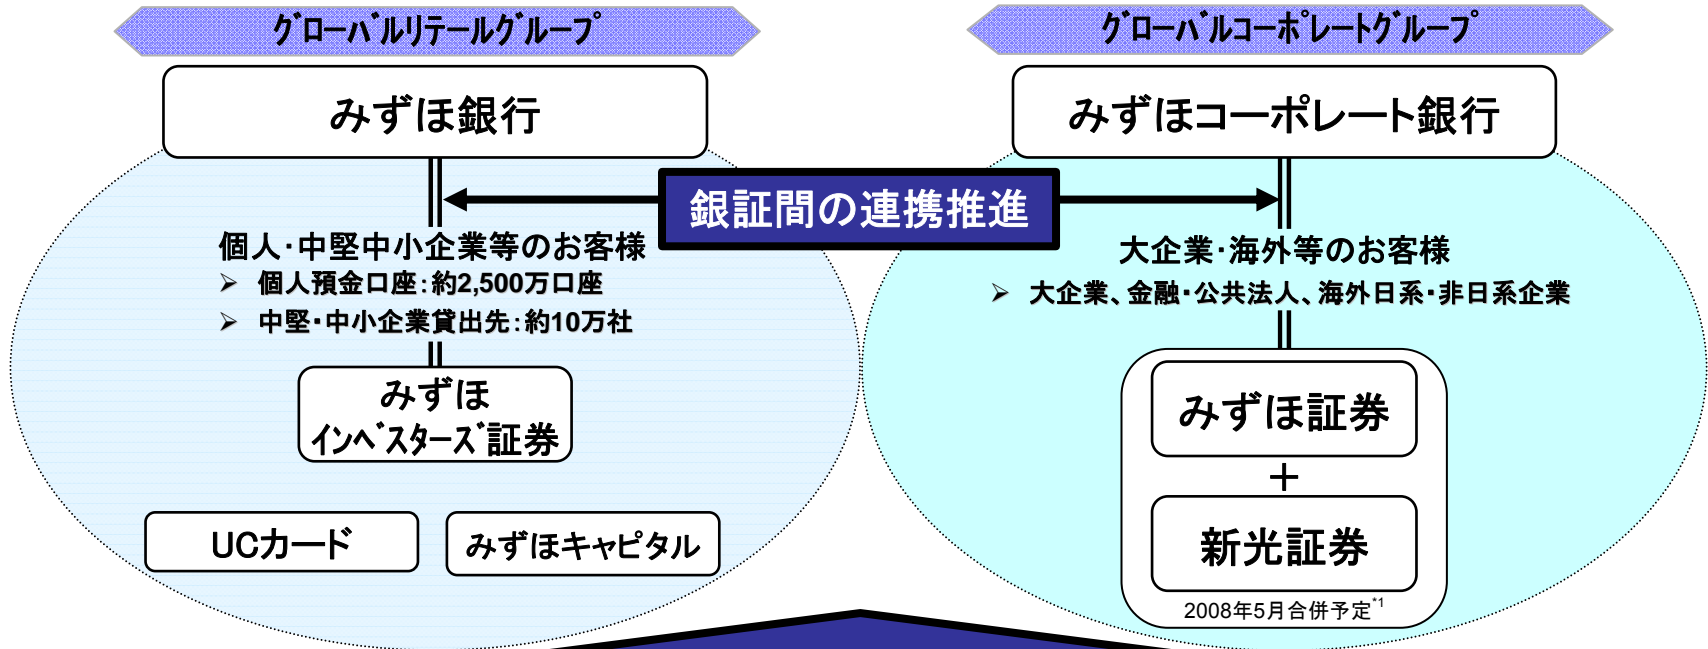 グローバルリテールグループ
グローバルコーポレートグループ
みずほ銀行
みずほコーポレート銀行
銀証間の連携推進
個人・中堅中小企業等のお客様
➢ 個人預金口座：約2,500万口座
➢ 中堅・中小企業貸出先：約10万社
大企業・海外等のお客様
➢ 大企業、金融・公共法人、海外日系・非日系企業
みずほ
インベスターズ証券
UCカード
みずほキャピタル
みずほ証券
＋
新光証券
2008年5月合併予定*1